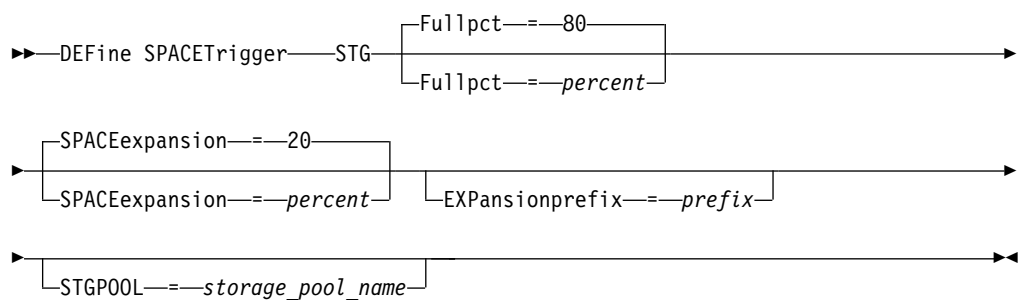 Fullpct = 80
DEFine SPACETrigger STG
Fullpct = percent
SPACEexpansion = 20
SPACEexpansion = percent
EXPansionprefix = prefix
STGPOOL = storage_pool_name